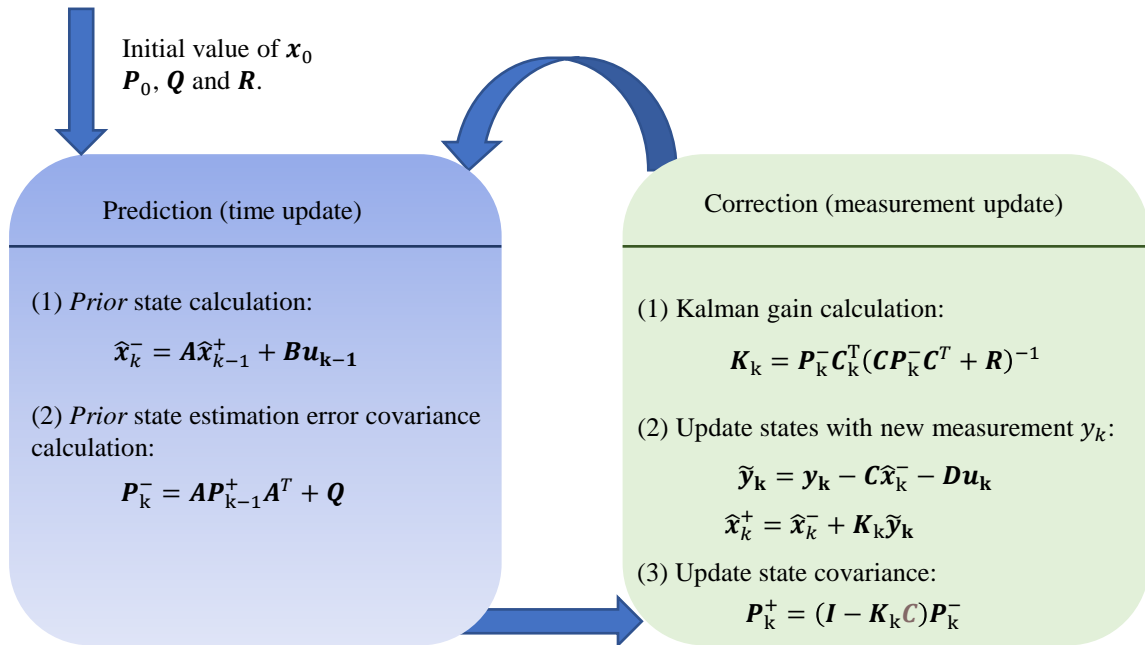 Initial value of 𝒙₀
𝑷₀, 𝑸 and 𝑹.
Prediction (time update)
(1) Prior state calculation:
x̂ₖ⁻ = Ax̂ₖ₋₁⁺ + Buₖ₋₁
(2) Prior state estimation error covariance
calculation:
Pₖ⁻ = APₖ₋₁⁺Aᵀ + Q
Correction (measurement update)
(1) Kalman gain calculation:
Kₖ = Pₖ⁻Cₖᵀ(CPₖ⁻Cᵀ + R)⁻¹
(2) Update states with new measurement yₖ:
ỹₖ = yₖ − Cx̂ₖ⁻ − Duₖ
x̂ₖ⁺ = x̂ₖ⁻ + Kₖỹₖ
(3) Update state covariance:
Pₖ⁺ = (I − KₖC)Pₖ⁻